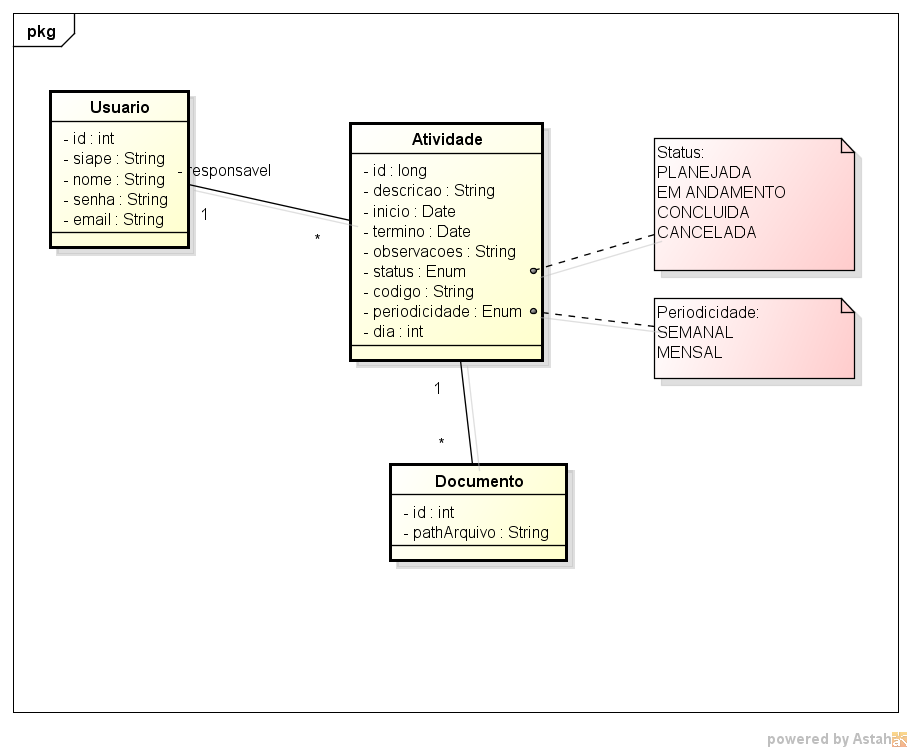 pkg
Usuario
- id : int
- siape : String
- nome : String
- senha : String
- email : String
- responsavel
1
*
Atividade
- id : long
- descricao : String
- inicio : Date
- termino : Date
- observacoes : String
- status : Enum
- codigo : String
- periodicidade : Enum
- dia : int
Status:
PLANEJADA
EM ANDAMENTO
CONCLUIDA
CANCELADA
Periodicidade:
SEMANAL
MENSAL
1
*
Documento
- id : int
- pathArquivo : String
powered by Astah